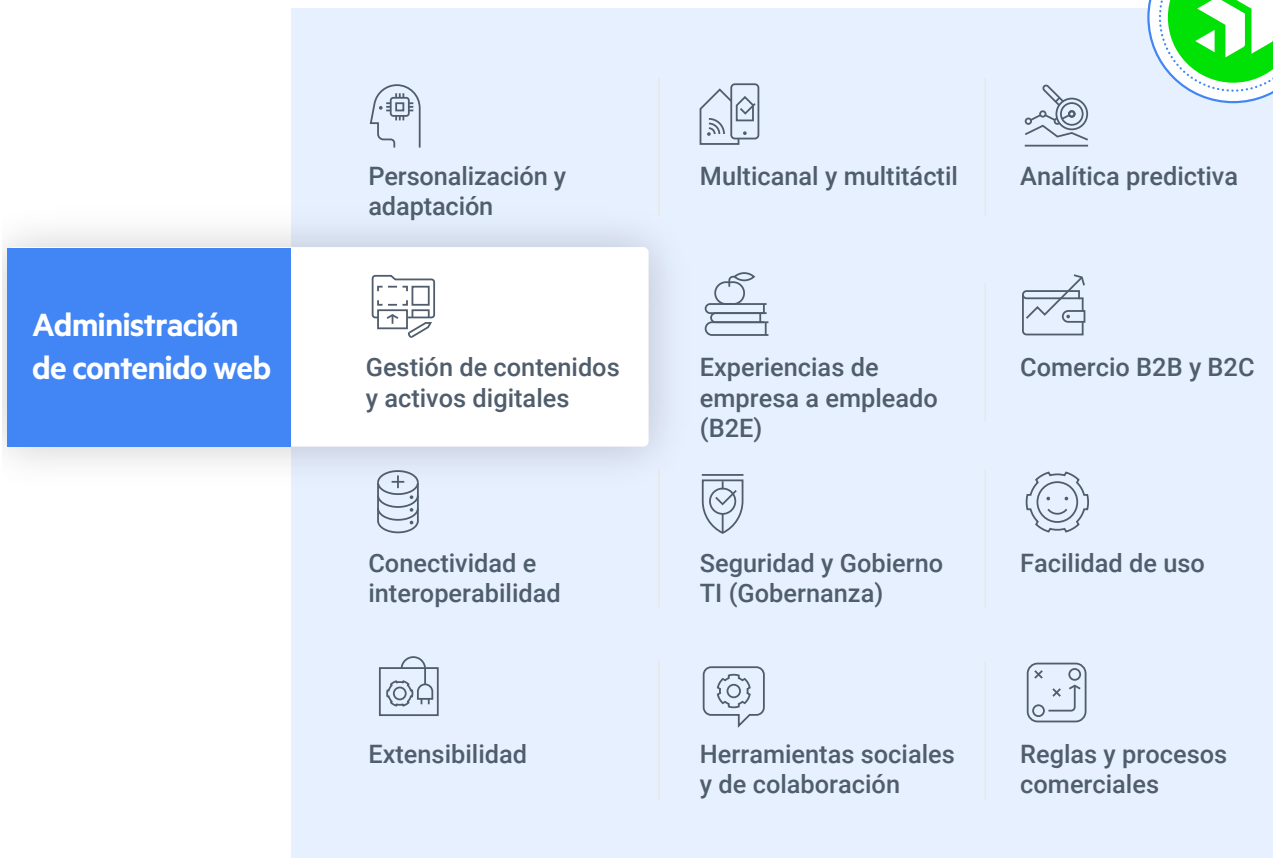 Personalización y
adaptación
Multicanal y multitáctil
Analítica predictiva
Administración
de contenido web
Gestión de contenidos
y activos digitales
Experiencias de
empresa a empleado
(B2E)
Comercio B2B y B2C
Conectividad e
interoperabilidad
Seguridad y Gobierno
TI (Gobernanza)
Facilidad de uso
Extensibilidad
Herramientas sociales
y de colaboración
Reglas y procesos
comerciales